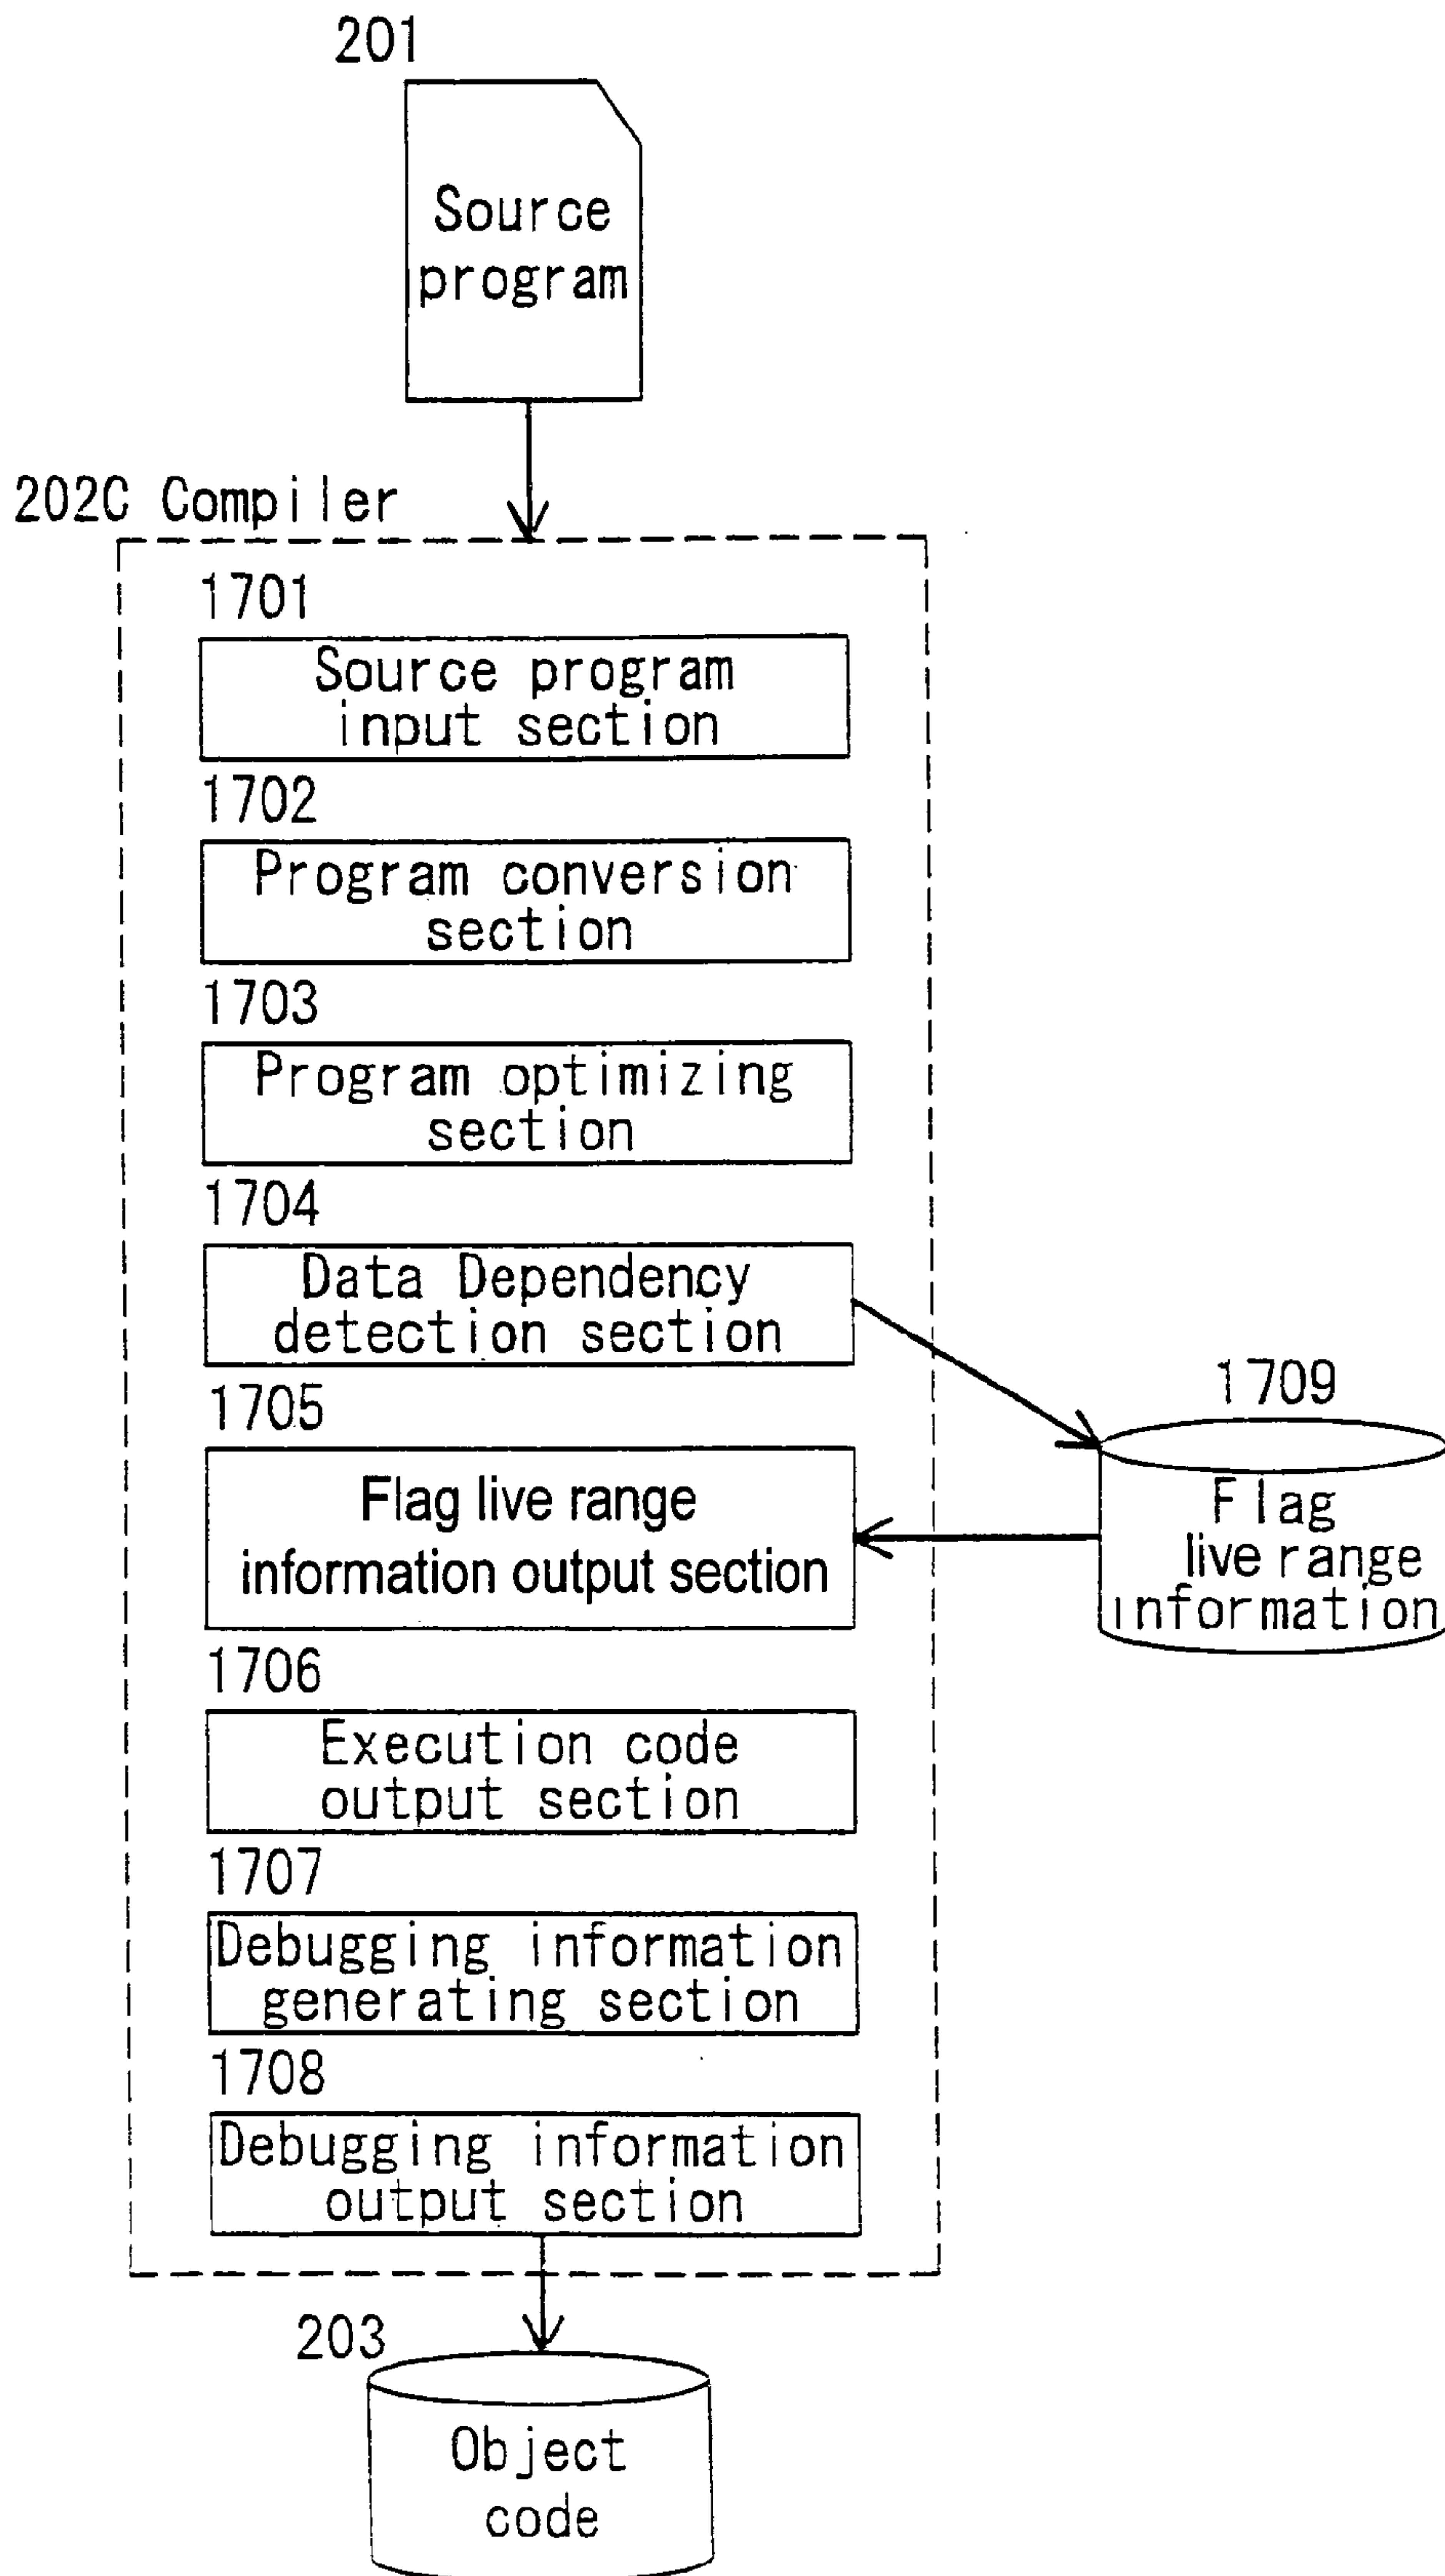 201
Source
program
202C Compiler
1701
Source program
input section
1702
Program conversion
section
1703
Program optimizing
section
1704
Data Dependency
detection section
1705
Flag live range
information output section
1709
Flag
live range
information
1706
Execution code
output section
1707
Debugging information
generating section
1708
Debugging information
output section
203
Object
code